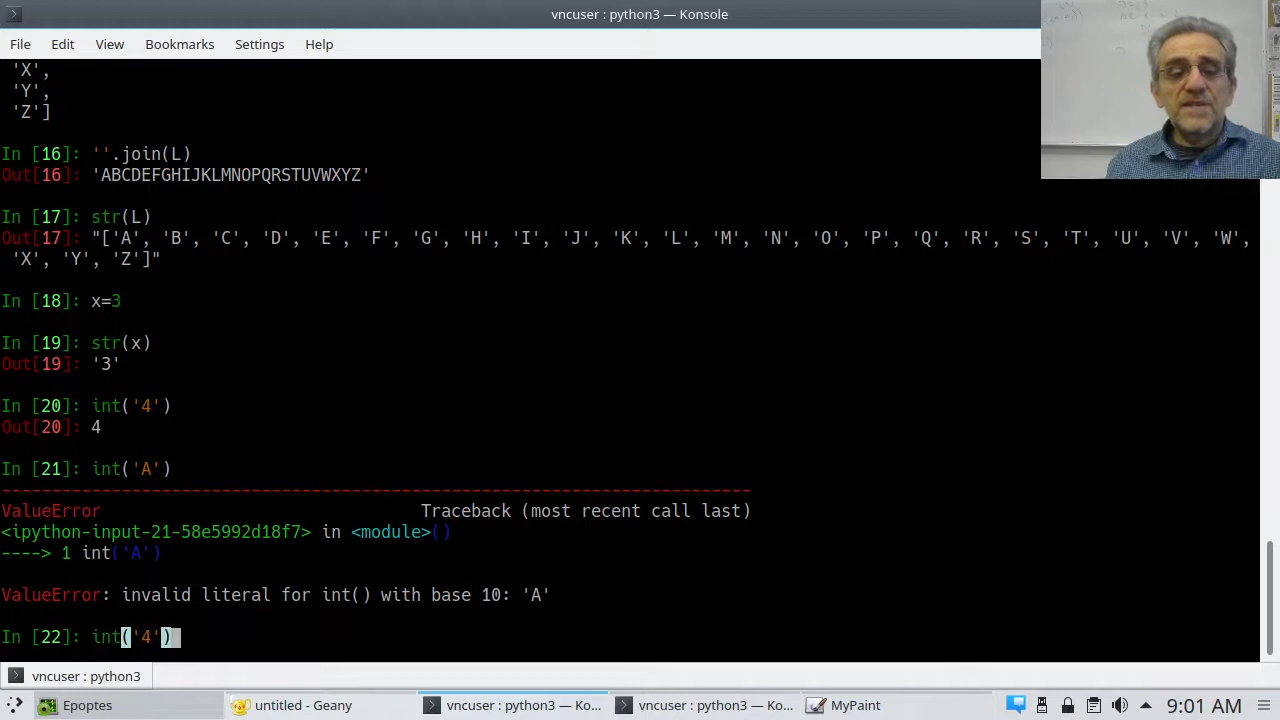 vncuser : python3 — Konsole
File Edit View Bookmarks Settings Help
'X',
'Y',
'Z']
In [16]: ''.join(L)
Out[16]: 'ABCDEFGHIJKLMNOPQRSTUVWXYZ'
In [17]: str(L)
Out[17]: "['A', 'B', 'C', 'D', 'E', 'F', 'G', 'H', 'I', 'J', 'K', 'L', 'M', 'N', 'O', 'P', 'Q', 'R', 'S', 'T', 'U', 'V', 'W',
'X', 'Y', 'Z']"
In [18]: x=3
In [19]: str(x)
Out[19]: '3'
In [20]: int('4')
Out[20]: 4
In [21]: int('A')
---------------------------------------------------------------------------
ValueError Traceback (most recent call last)
<ipython-input-21-58e5992d18f7> in <module>()
----> 1 int('A')
ValueError: invalid literal for int() with base 10: 'A'
In [22]: int('4')
vncuser : python3
Epoptes untitled - Geany vncuser : python3 — Ko... vncuser : python3 — Ko... MyPaint 9:01 AM